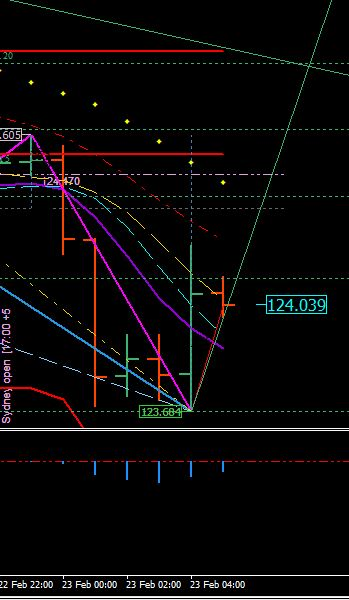 .20
.605
124.470
124.039
Sydney open [17:00 +5
123.684
22 Feb 22:00
23 Feb 00:00
23 Feb 02:00
23 Feb 04:00